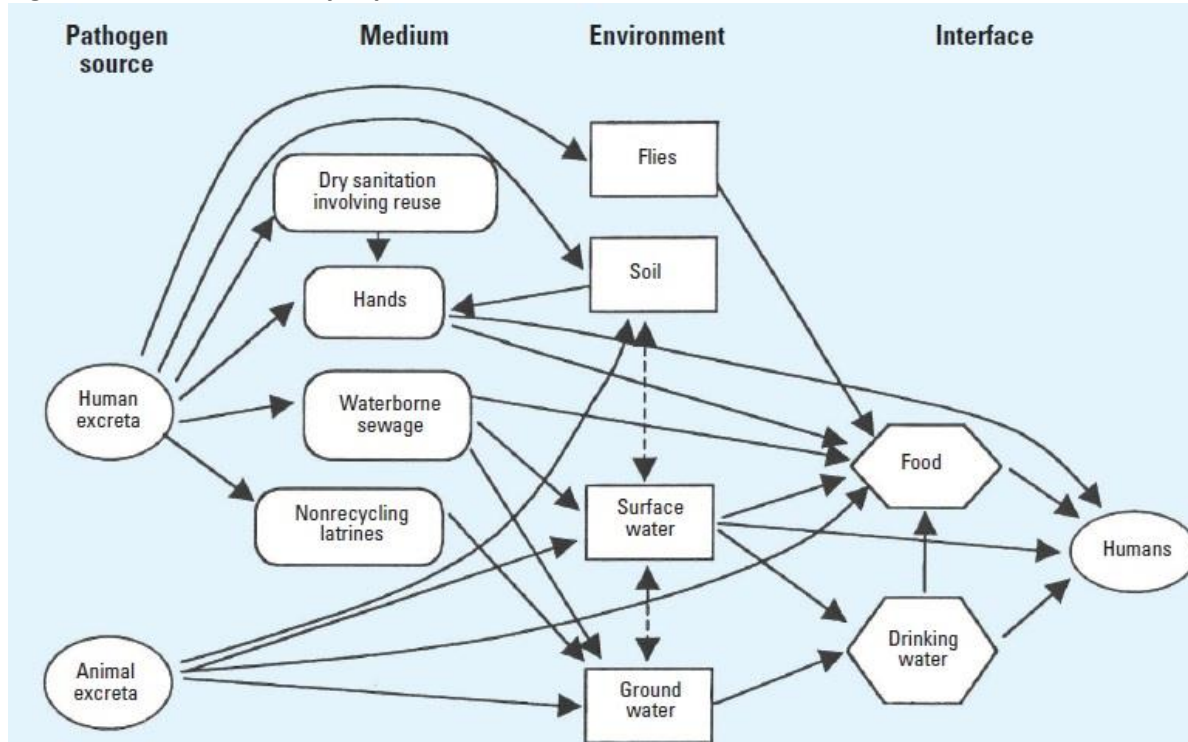 Pathogen
source
Medium
Environment
Interface
Flies
Dry sanitation
involving reuse
Soil
Hands
Human
excreta
Waterborne
sewage
Food
Nonrecycling
latrines
Surface
water
Humans
Animal
excreta
Drinking
water
Ground
water